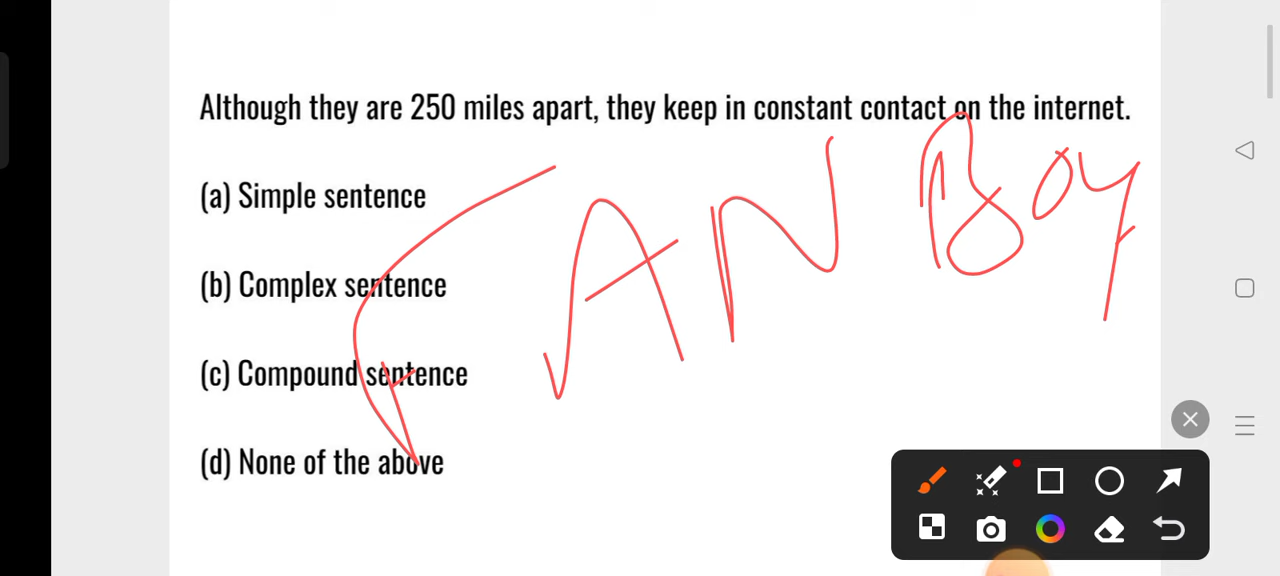 Although they are 250 miles apart, they keep in constant contact on the internet.
(a) Simple sentence
(b) Complex sentence
(c) Compound sentence
(d) None of the above
FAN BOY